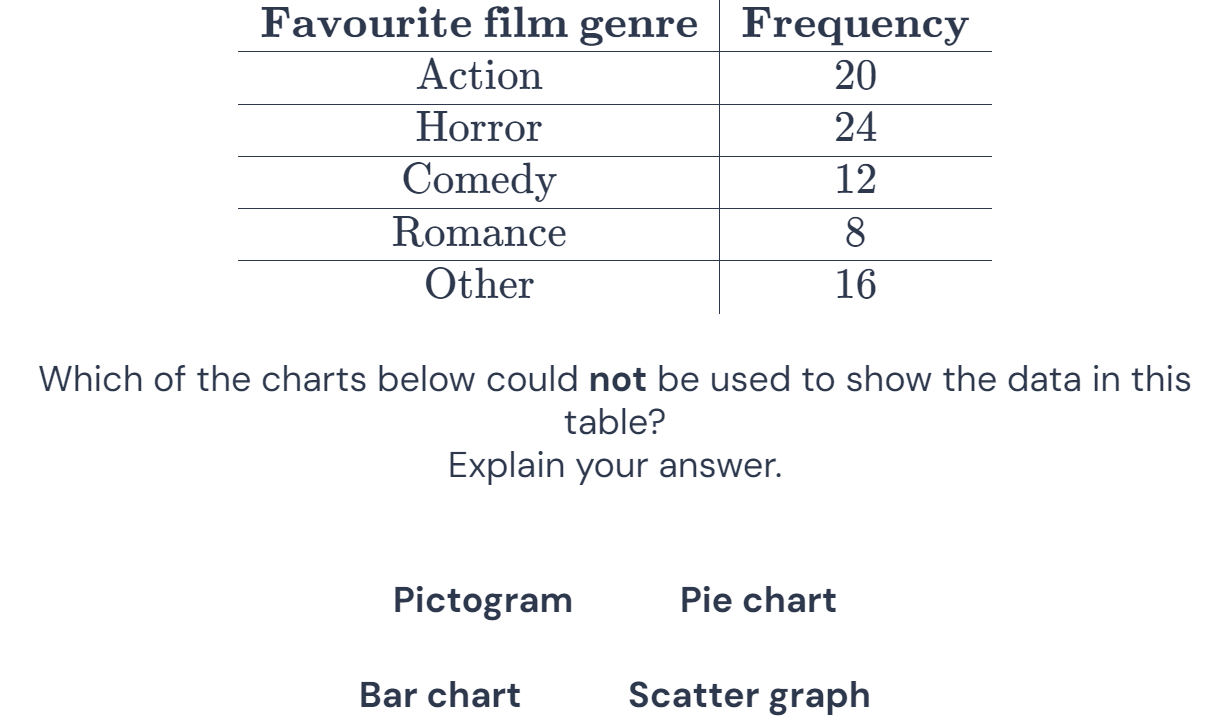 Favourite film genre Frequency
Action 20
Horror 24
Comedy 12
Romance 8
Other 16
Which of the charts below could not be used to show the data in this
table?
Explain your answer.
Pictogram Pie chart
Bar chart Scatter graph